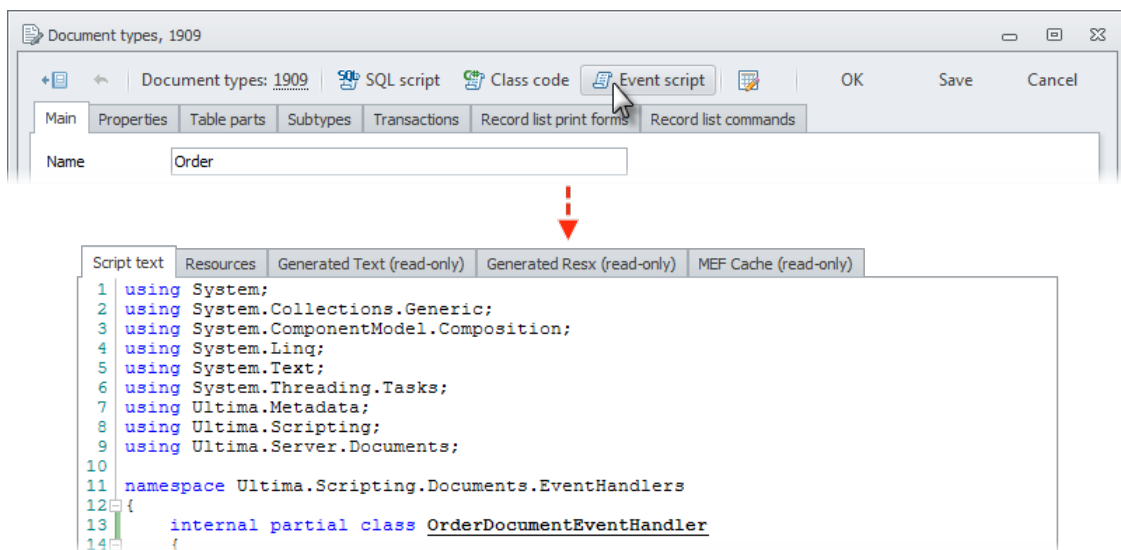 Document types, 1909
Document types: 1909 SQL script Class code Event script OK Save Cancel
Main Properties Table parts Subtypes Transactions Record list print forms Record list commands
Name Order
Script text Resources Generated Text (read-only) Generated Resx (read-only) MEF Cache (read-only)
1 using System;
2 using System.Collections.Generic;
3 using System.ComponentModel.Composition;
4 using System.Linq;
5 using System.Text;
6 using System.Threading.Tasks;
7 using Ultima.Metadata;
8 using Ultima.Scripting;
9 using Ultima.Server.Documents;
10
11 namespace Ultima.Scripting.Documents.EventHandlers
12 {
13 internal partial class OrderDocumentEventHandler
14 {